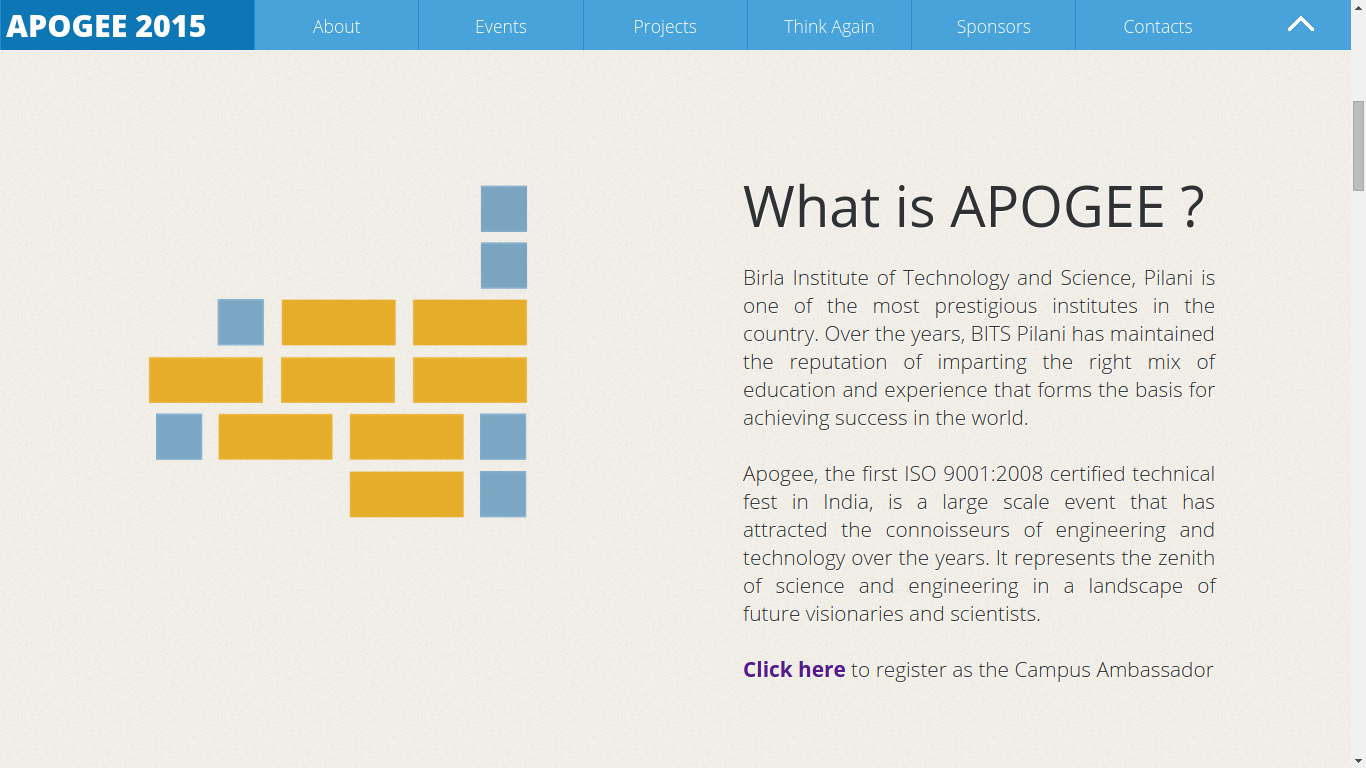 APOGEE 2015
About
Events
Projects
Think Again
Sponsors
Contacts
What is APOGEE ?
Birla Institute of Technology and Science, Pilani is
one of the most prestigious institutes in the
country. Over the years, BITS Pilani has maintained
the reputation of imparting the right mix of
education and experience that forms the basis for
achieving success in the world.
Apogee, the first ISO 9001:2008 certified technical
fest in India, is a large scale event that has
attracted the connoisseurs of engineering and
technology over the years. It represents the zenith
of science and engineering in a landscape of
future visionaries and scientists.
Click here to register as the Campus Ambassador